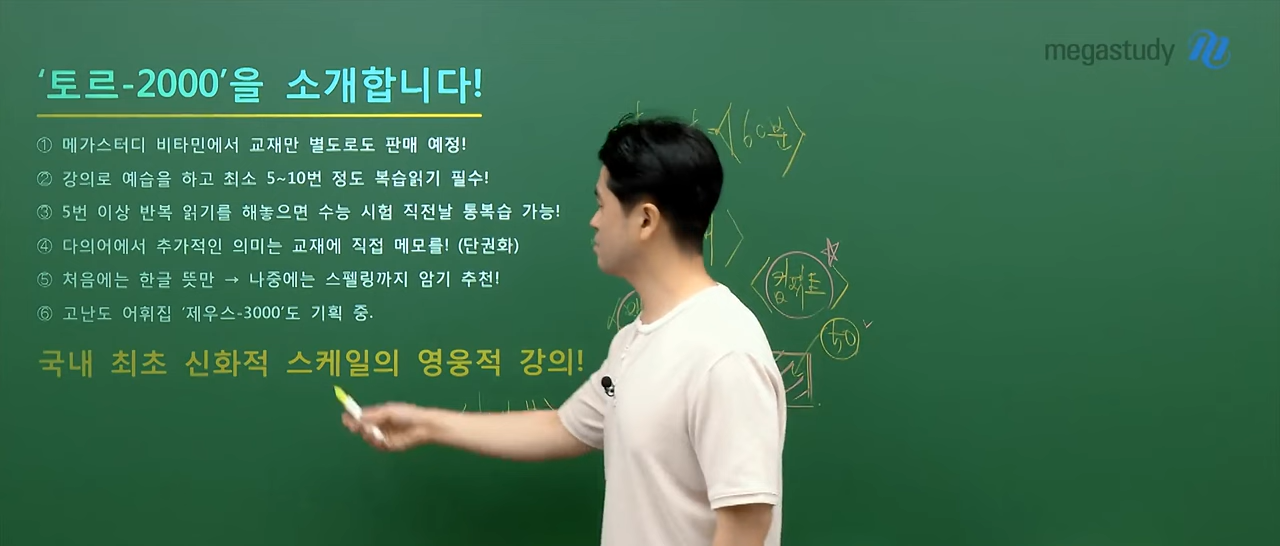 megastudy
‘토르-2000’을 소개합니다!
① 메가스터디 비타민에서 교재만 별도로도 판매 예정!
② 강의로 예습을 하고 최소 5~10번 정도 복습읽기 필수!
③ 5번 이상 반복 읽기를 해놓으면 수능 시험 직전날 통복습 가능!
④ 다의어에서 추가적인 의미는 교재에 직접 메모를! (단권화)
⑤ 처음에는 한글 뜻만 → 나중에는 스펠링까지 암기 추천!
⑥ 고난도 어휘집 ‘제우스-3000’도 기획 중.
국내 최초 신화적 스케일의 영웅적 강의!
60분
50